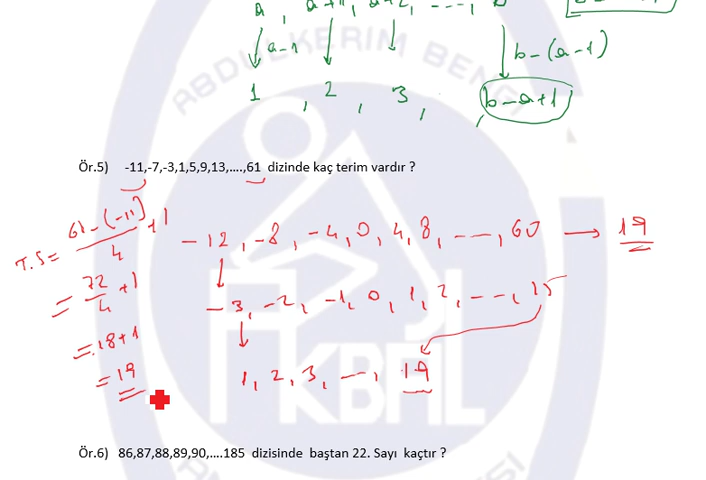 a - 1
b - (a - 1)
1 , 2 , 3 , , b - a + 1
ABDULKERİM BENG
Ör.5) -11,-7,-3,1,5,9,13,....,61 dizinde kaç terim vardır ?
T.S = 61 - (-11) / 4 + 1
-12, -8, -4, 0, 4, 8, ---, 60 → 19
= 72 / 4 + 1
-3, -2, -1, 0, 1, 2, ---, 15
= 18 + 1
= 19
1, 2, 3, ---, 19
KBAL
Ör.6) 86,87,88,89,90,....185 dizisinde baştan 22. Sayı kaçtır ?